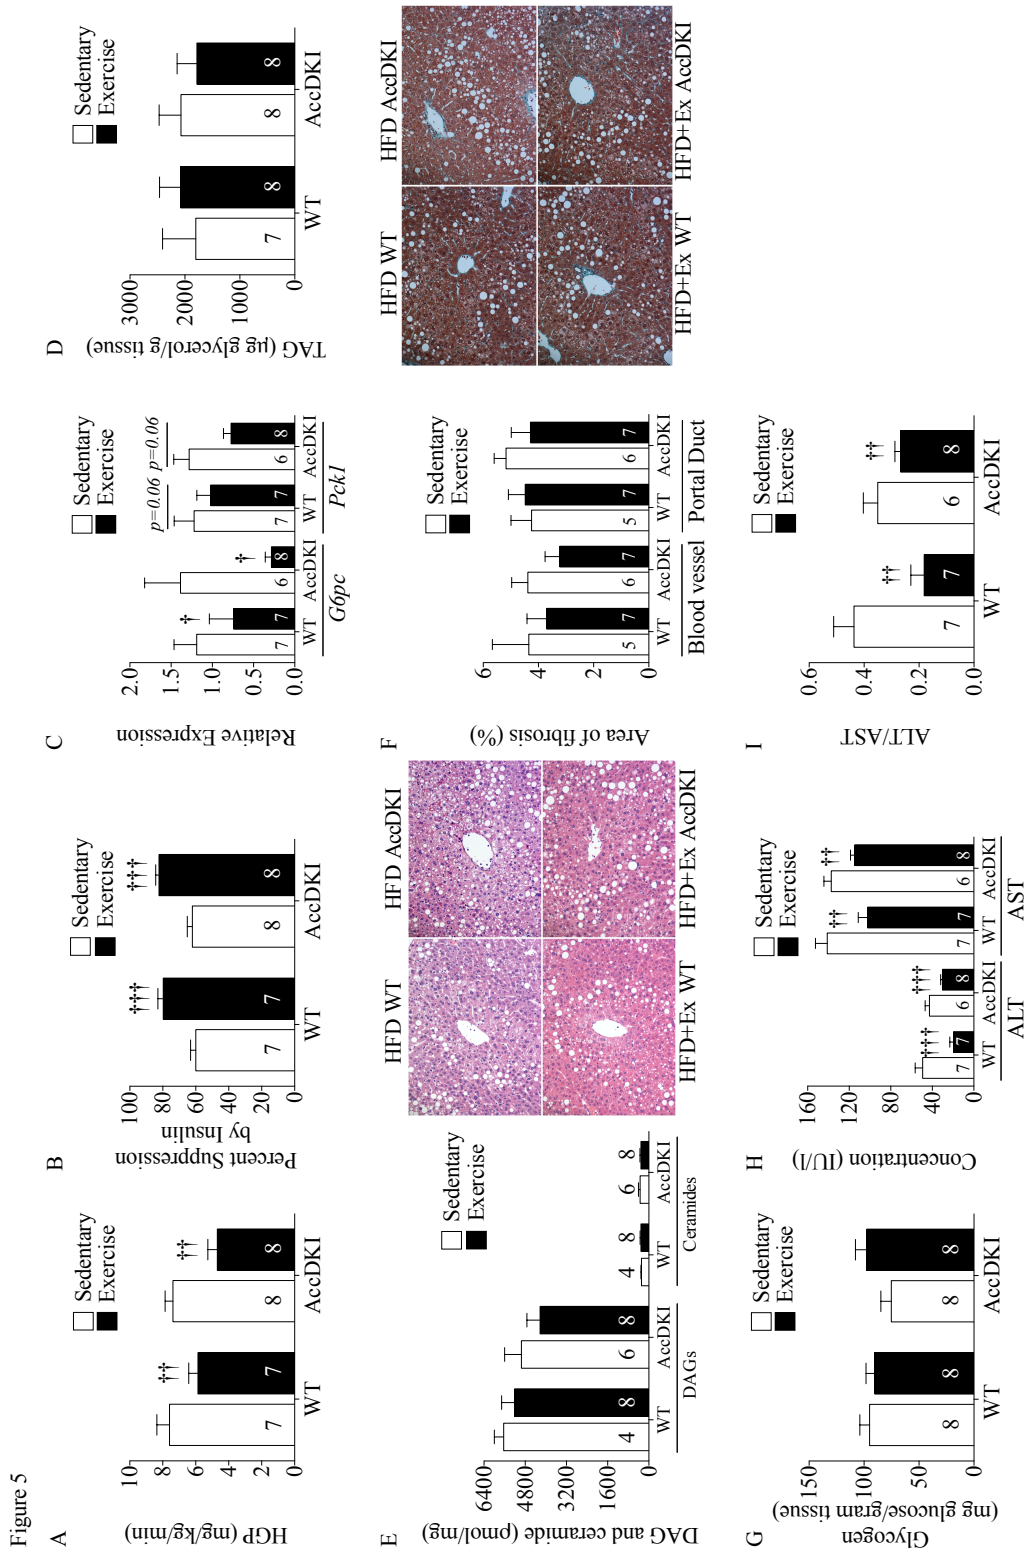 Figure 5
A
HGP (mg/kg/min)
10
8
6
4
2
0
Sedentary
Exercise
††
††
7
7
8
8
WT
AccDKI
B
Percent Suppression
by Insulin
100
80
60
40
20
0
Sedentary
Exercise
†††
†††
7
7
8
8
WT
AccDKI
C
Relative Expression
2.0
1.5
1.0
0.5
0.0
Sedentary
Exercise
p=0.06
p=0.06
†
†
7
7
6
8
7
7
6
8
WT
AccDKI
WT
AccDKI
G6pc
Pck1
D
TAG (µg glycerol/g tissue)
3000
2000
1000
0
Sedentary
Exercise
7
8
8
8
WT
AccDKI
E
DAG and ceramide (pmol/mg)
6400
4800
3200
1600
0
Sedentary
Exercise
4
8
6
8
4
8
6
8
WT
AccDKI
WT
AccDKI
DAGs
Ceramides
HFD WT
HFD AccDKI
HFD+Ex WT
HFD+Ex AccDKI
F
Area of fibrosis (%)
6
4
2
0
Sedentary
Exercise
5
7
6
7
5
7
6
7
WT
AccDKI
WT
AccDKI
Blood vessel
Portal Duct
HFD WT
HFD AccDKI
HFD+Ex WT
HFD+Ex AccDKI
G
Glycogen
(mg glucose/gram tissue)
150
100
50
0
Sedentary
Exercise
8
8
8
8
WT
AccDKI
H
Concentration (IU/l)
160
120
80
40
0
Sedentary
Exercise
†††
†††
††
††
7
7
6
8
7
7
6
8
WT
AccDKI
WT
AccDKI
ALT
AST
I
ALT/AST
0.6
0.4
0.2
0.0
Sedentary
Exercise
††
††
7
7
6
8
WT
AccDKI